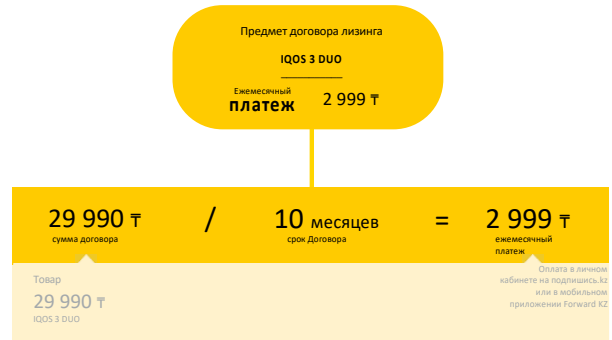 Предмет договора лизинга
IQOS 3 DUO
Ежемесячный
платеж 2 999 ₸
29 990 ₸ / 10 месяцев = 2 999 ₸
сумма договора срок Договора ежемесячный
платеж
Товар
29 990 ₸
IQOS 3 DUO
Оплата в личном
кабинете на подпишись.kz
или в мобильном
приложении Forward KZ